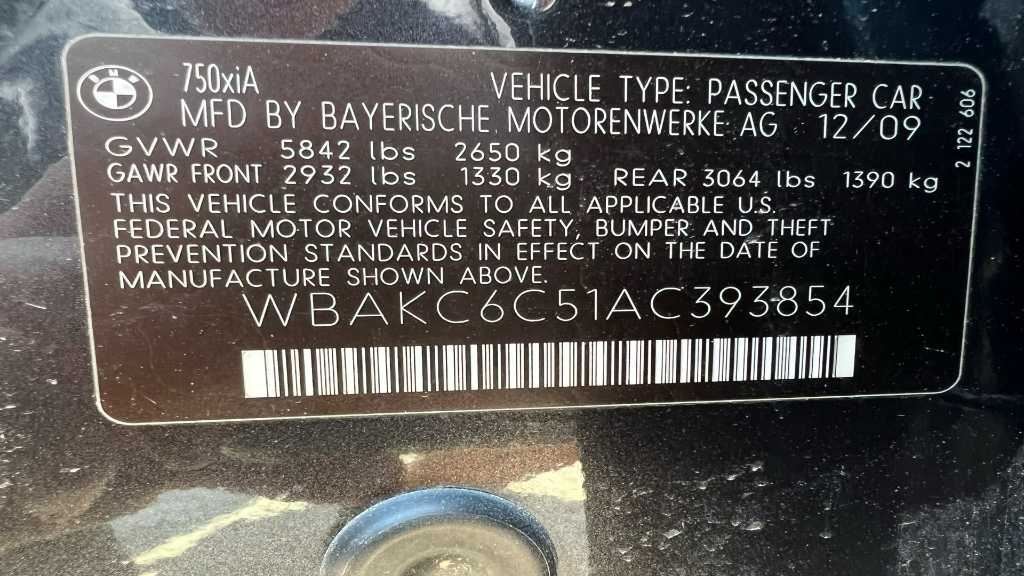 BMW
750xiA
VEHICLE TYPE: PASSENGER CAR
MFD BY BAYERISCHE MOTORENWERKE AG 12/09
GVWR 5842 lbs 2650 kg
GAWR FRONT 2932 lbs 1330 kg REAR 3064 lbs 1390 kg
THIS VEHICLE CONFORMS TO ALL APPLICABLE U.S.
FEDERAL MOTOR VEHICLE SAFETY, BUMPER AND THEFT
PREVENTION STANDARDS IN EFFECT ON THE DATE OF
MANUFACTURE SHOWN ABOVE.
WBAKC6C51AC393854
2 122 606